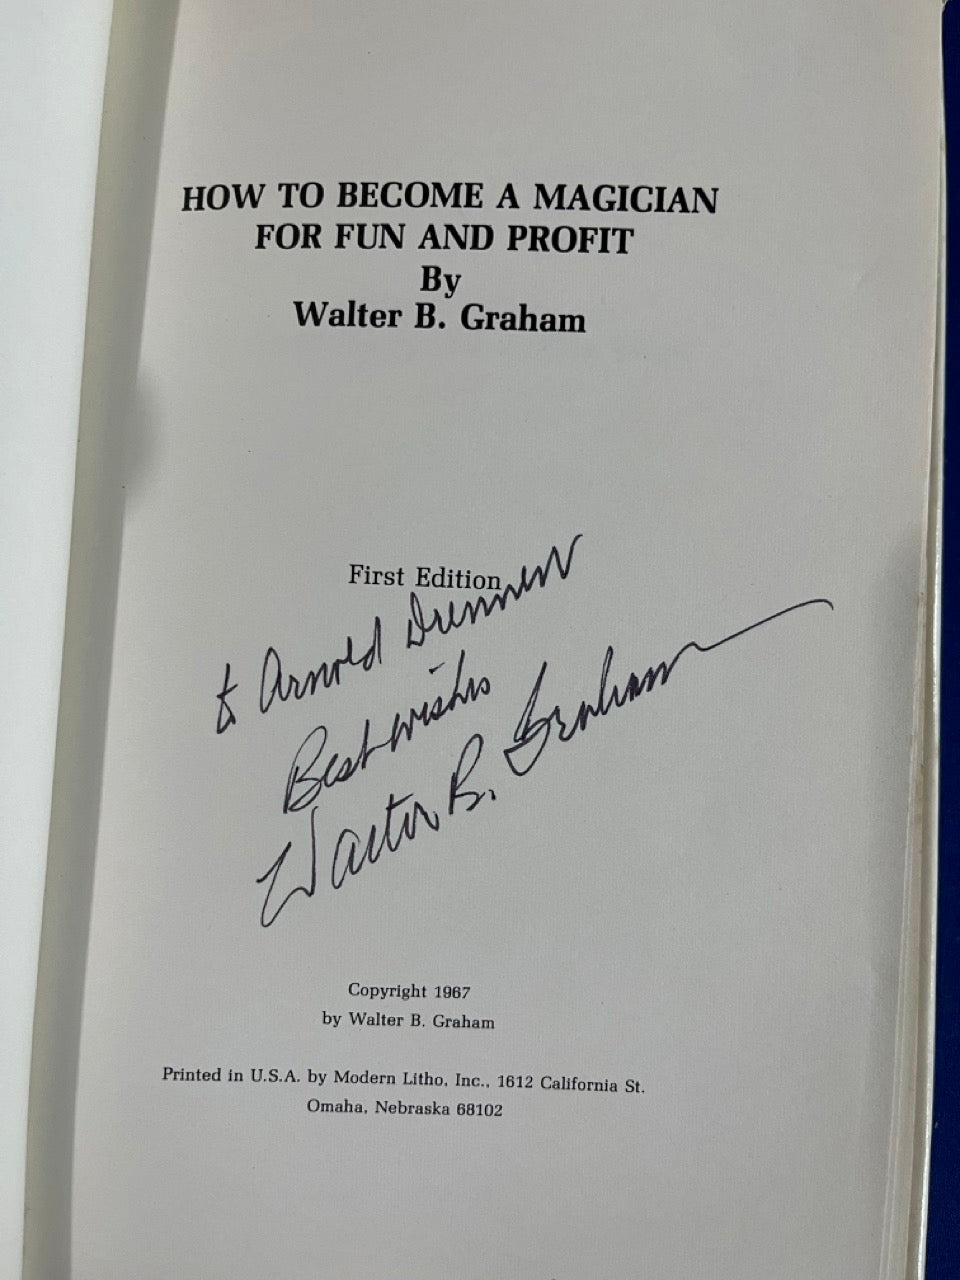 HOW TO BECOME A MAGICIAN
FOR FUN AND PROFIT
By
Walter B. Graham
First Edition
to Arnold Drennen
Best wishes
Walter B. Graham
Copyright 1967
by Walter B. Graham
Printed in U.S.A. by Modern Litho, Inc., 1612 California St.
Omaha, Nebraska 68102